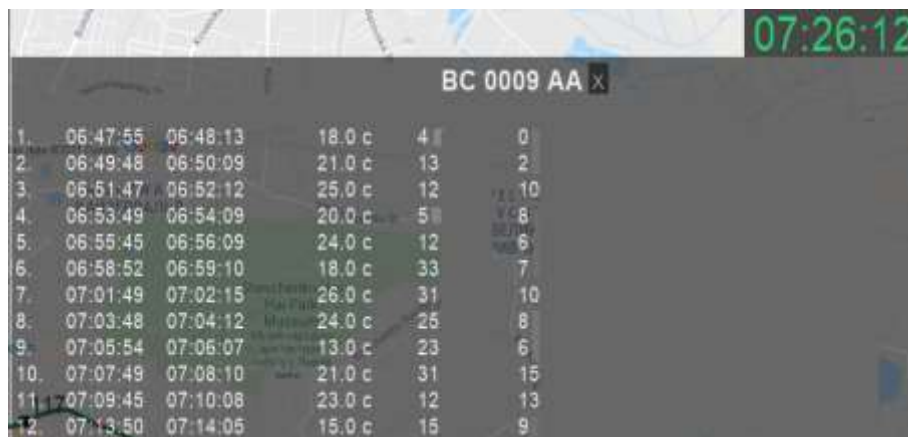 07:26:12
BC 0009 AA X
1. 06:47:55 06:48:13 18.0 c 4 0
2. 06:49:48 06:50:09 21.0 c 13 2
3. 06:51:47 06:52:12 25.0 c 12 10
4. 06:53:49 06:54:09 20.0 c 5 8
5. 06:55:45 06:56:09 24.0 c 12 6
6. 06:58:52 06:59:10 18.0 c 33 7
7. 07:01:49 07:02:15 26.0 c 31 10
8. 07:03:48 07:04:12 24.0 c 25 8
9. 07:05:54 07:06:07 13.0 c 23 6
10. 07:07:49 07:08:10 21.0 c 31 15
11. 07:09:45 07:10:08 23.0 c 12 13
12. 07:13:50 07:14:05 15.0 c 15 9